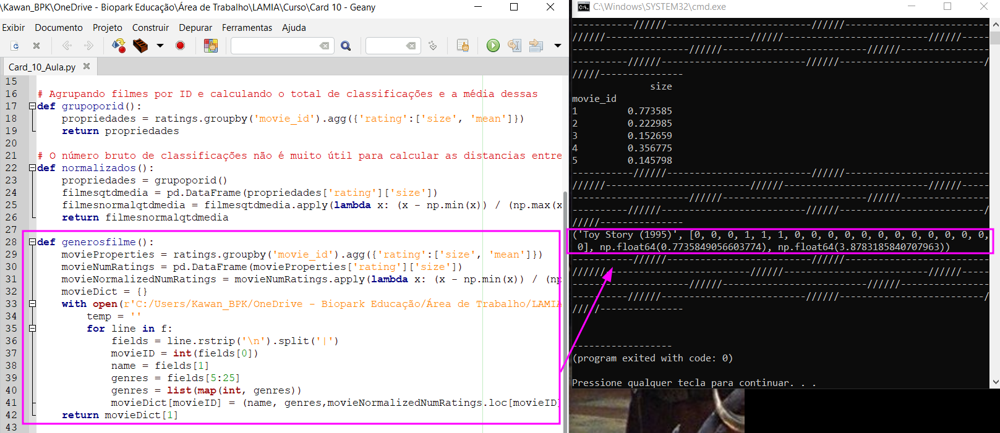 \Kawan_BPK\OneDrive - Biopark Educação\Área de Trabalho\LAMIA\Curso\Card 10 - Geany
Exibir Documento Projeto Construir Depurar Ferramentas Ajuda
Card_10_Aula.py
15
16 # Agrupando filmes por ID e calculando o total de classificações e a média dessas
17 def grupoporid():
18 propriedades = ratings.groupby('movie_id').agg({'rating':['size', 'mean']})
19 return propriedades
20
21 # O número bruto de classificações não é muito útil para calcular as distancias entre
22 def normalizados():
23 propriedades = grupoporid()
24 filmesqtdmedia = pd.DataFrame(propriedades['rating']['size'])
25 filmesnormalqtdmedia = filmesqtdmedia.apply(lambda x: (x - np.min(x)) / (np.max(x
26 return filmesnormalqtdmedia
27
28 def generosfilme():
29 movieProperties = ratings.groupby('movie_id').agg({'rating':['size', 'mean']})
30 movieNumRatings = pd.DataFrame(movieProperties['rating']['size'])
31 movieNormalizedNumRatings = movieNumRatings.apply(lambda x: (x - np.min(x)) / (np
32 movieDict = {}
33 with open(r'C:/Users/Kawan_BPK/OneDrive - Biopark Educação/Área de Trabalho/LAMIA
34 temp = ''
35 for line in f:
36 fields = line.rstrip('\n').split('|')
37 movieID = int(fields[0])
38 name = fields[1]
39 genres = fields[5:25]
40 genres = list(map(int, genres))
41 movieDict[movieID] = (name, genres,movieNormalizedNumRatings.loc[movieID]
42 return movieDict[1]
43
C:\Windows\SYSTEM32\cmd.exe
-----------//////--------------------------//////--------------------------
//////--------------------------//////--------------------------//////-----
---------------------//////--------------------------//////----------------
----------//////--------------------------//////--------------------------/
/////---------------
size
movie_id
1 0.773585
2 0.222985
3 0.152659
4 0.356775
5 0.145798
-----------//////--------------------------//////--------------------------
//////--------------------------//////--------------------------//////-----
---------------------//////--------------------------//////----------------
----------//////--------------------------//////--------------------------/
/////---------------
('Toy Story (1995)', [0, 0, 0, 1, 1, 1, 0, 0, 0, 0, 0, 0, 0, 0, 0, 0, 0, 0,
0], np.float64(0.7735849056603774), np.float64(3.8783185840707963))
-----------//////--------------------------//////--------------------------
//////--------------------------//////--------------------------//////-----
---------------------//////--------------------------//////----------------
----------//////--------------------------//////--------------------------/
/////---------------
------------------
(program exited with code: 0)
Pressione qualquer tecla para continuar. . .